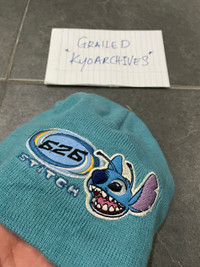 GRAILED
"KYOARCHIVES"
626
STITCH